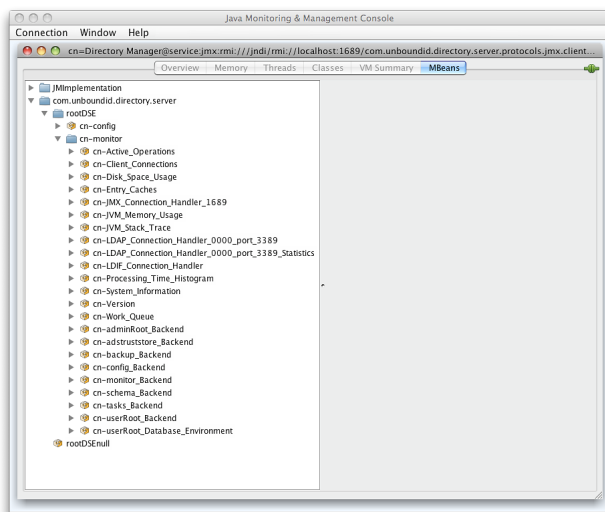 Java Monitoring & Management Console
Connection Window Help
cn=Directory Manager@service:jmx:rmi:///jndi/rmi://localhost:1689/com.unboundid.directory.server.protocols.jmx.client...
Overview Memory Threads Classes VM Summary MBeans
JMImplementation
com.unboundid.directory.server
rootDSE
cn-config
cn-monitor
cn-Active_Operations
cn-Client_Connections
cn-Disk_Space_Usage
cn-Entry_Caches
cn-JMX_Connection_Handler_1689
cn-JVM_Memory_Usage
cn-JVM_Stack_Trace
cn-LDAP_Connection_Handler_0000_port_3389
cn-LDAP_Connection_Handler_0000_port_3389_Statistics
cn-LDIF_Connection_Handler
cn-Processing_Time_Histogram
cn-System_Information
cn-Version
cn-Work_Queue
cn-adminRoot_Backend
cn-adstruststore_Backend
cn-backup_Backend
cn-config_Backend
cn-monitor_Backend
cn-schema_Backend
cn-tasks_Backend
cn-userRoot_Backend
cn-userRoot_Database_Environment
rootDSEnull